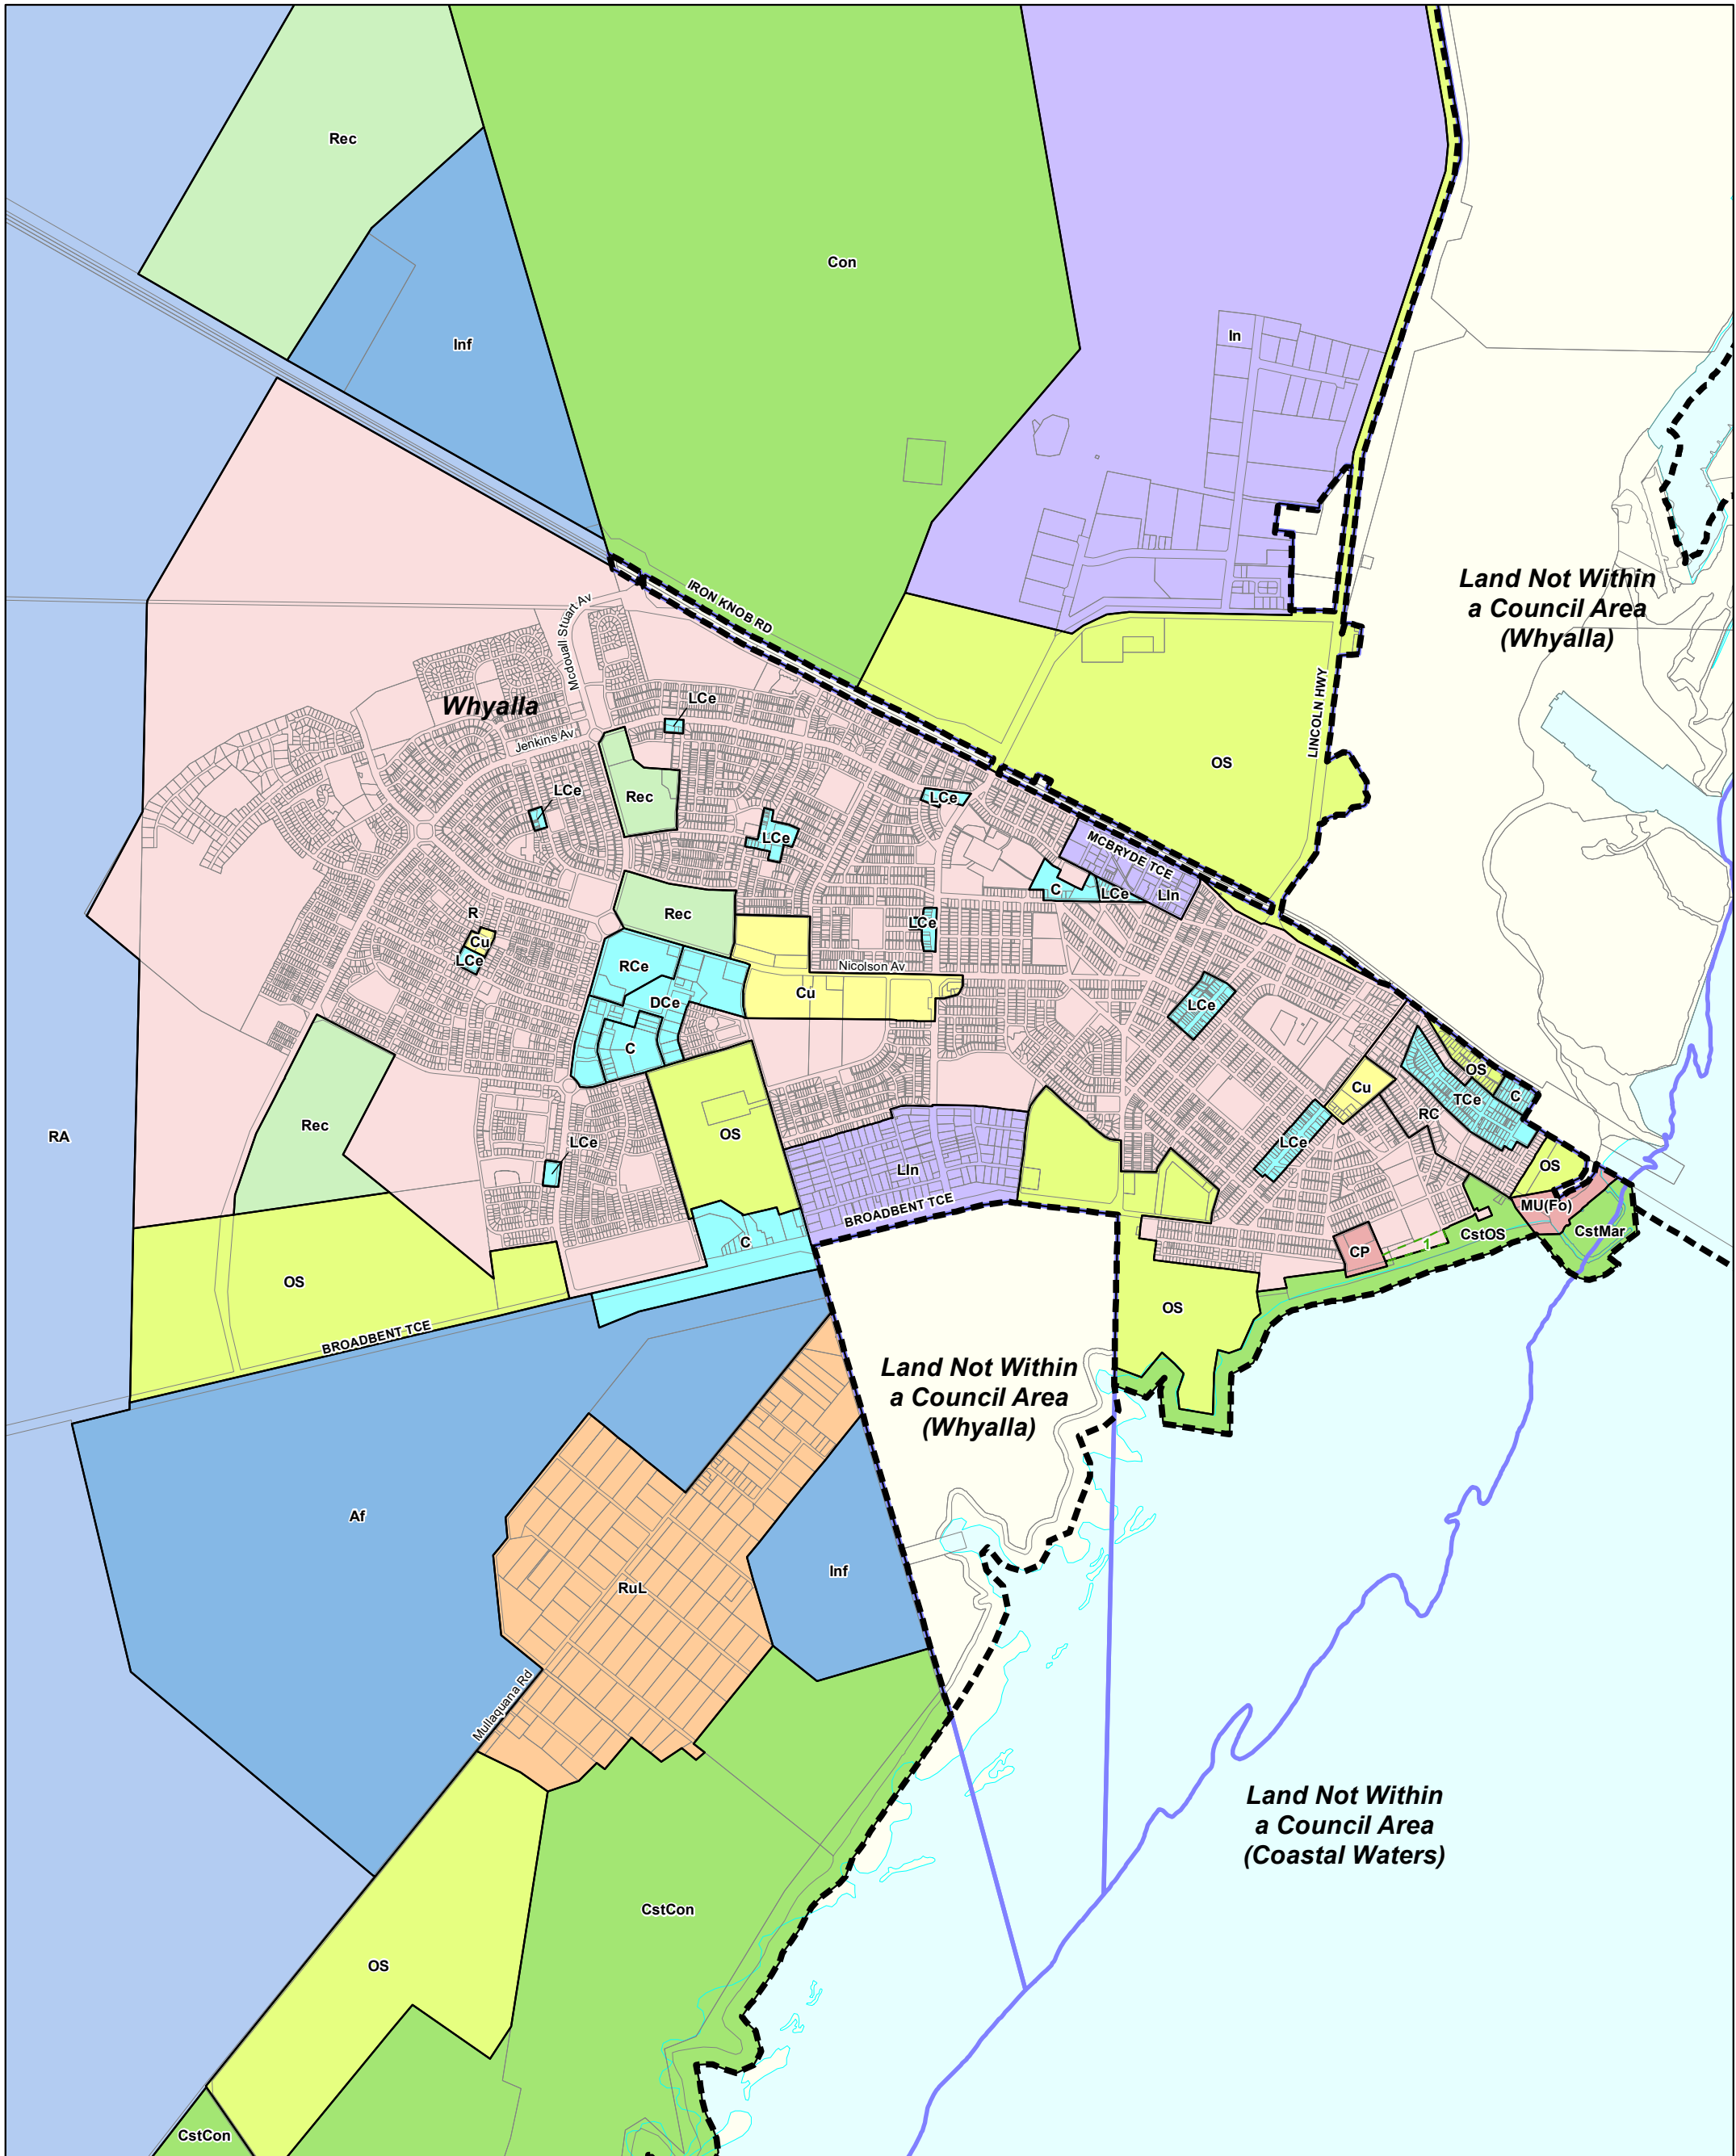 Rec
Con
Inf
In
Land Not Within
a Council Area
(Whyalla)
IRON KNOB RD
Mcdouall Stuart Av
LCe
Whyalla
LINCOLN HWY
Jenkins Av
OS
LCe
Rec
LCe
LCe
MCBRYDE TCE
C
LCe
LIn
R
Rec
LCe
Cu
LCe
RCe
Nicolson Av
Cu
DCe
LCe
C
OS
Cu
TCe
C
RC
Rec
OS
RA
LCe
LCe
LIn
OS
BROADBENT TCE
MU(Fo)
CstMar
CstOS
1
C
CP
OS
OS
BROADBENT TCE
Land Not Within
a Council Area
(Whyalla)
Af
Inf
RuL
Mullaquana Rd
Land Not Within
a Council Area
(Coastal Waters)
CstCon
OS
CstCon